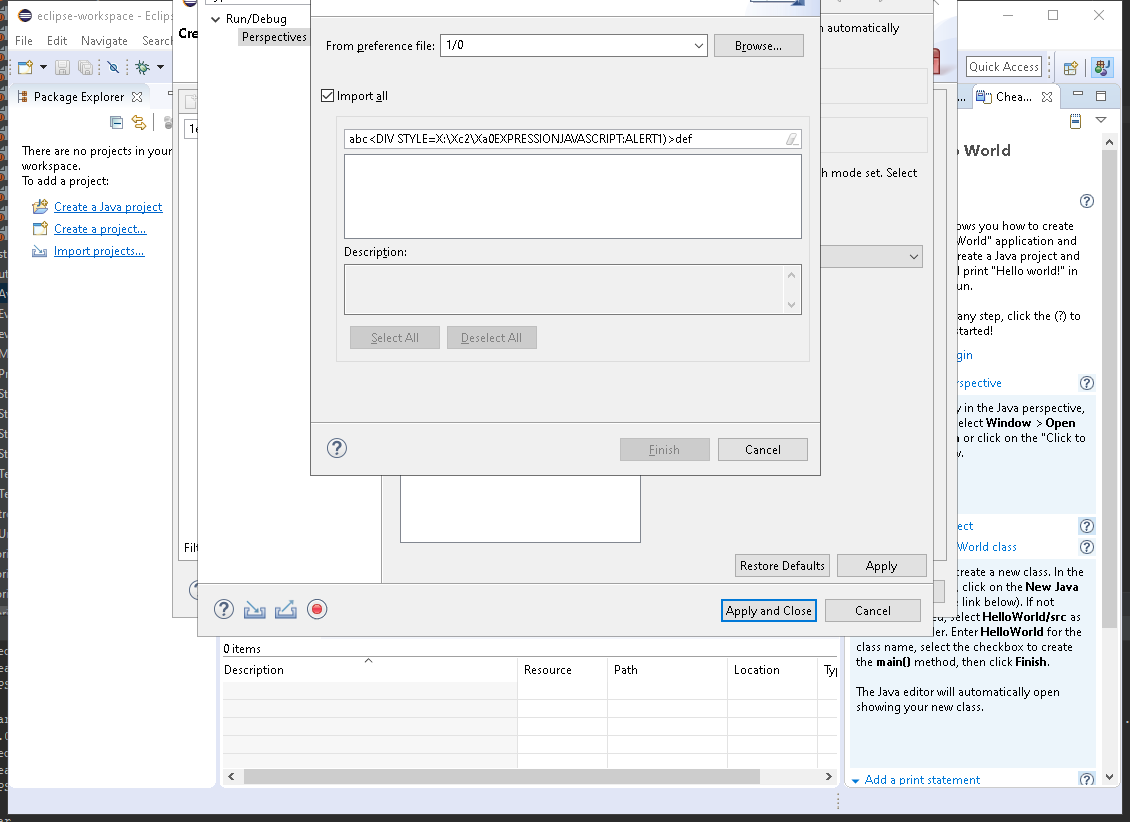 eclipse-workspace - Eclips
File Edit Navigate Search
Quick Access
Package Explorer
There are no projects in your
workspace.
To add a project:
Create a Java project
Create a project...
Import projects...
Cre
Filt
Run/Debug
Perspectives
From preference file: 1/0 Browse...
Import all
abc<DIV STYLE=X:\Xc2\Xa0EXPRESSIONJAVASCRIPT:ALERT1)>def
Description:
Select All Deselect All
Finish Cancel
n automatically
h mode set. Select
Restore Defaults Apply
Apply and Close Cancel
0 items
Description Resource Path Location Typ
... Chea...
World
ows you how to create
World" application and
reate a Java project and
l print "Hello world!" in
un.
any step, click the (?) to
started!
gin
rspective
y in the Java perspective,
elect Window > Open
n or click on the "Click to
w.
ect
World class
create a new class. In the
, click on the New Java
link below). If not
ed, select HelloWorld/src as
ler. Enter HelloWorld for the
class name, select the checkbox to create
the main() method, then click Finish.
The Java editor will automatically open
showing your new class.
Add a print statement